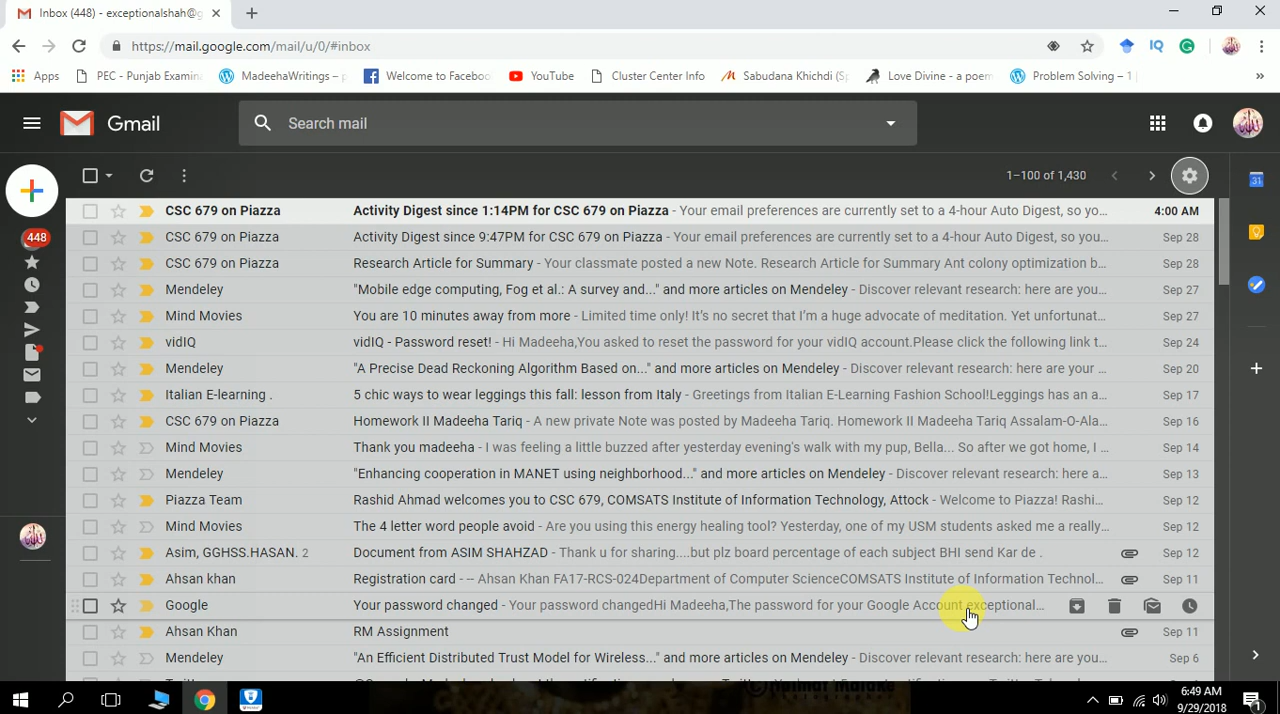 Inbox (448) - exceptionalshah@g
https://mail.google.com/mail/u/0/#inbox
Apps PEC - Punjab Examin MadeehaWritings – p Welcome to Faceboo YouTube Cluster Center Info Sabudana Khichdi (Sp Love Divine - a poem Problem Solving – 1 »
Gmail Search mail
1–100 of 1,430
CSC 679 on Piazza Activity Digest since 1:14PM for CSC 679 on Piazza - Your email preferences are currently set to a 4-hour Auto Digest, so yo… 4:00 AM
448
CSC 679 on Piazza Activity Digest since 9:47PM for CSC 679 on Piazza - Your email preferences are currently set to a 4-hour Auto Digest, so you… Sep 28
CSC 679 on Piazza Research Article for Summary - Your classmate posted a new Note. Research Article for Summary Ant colony optimization b… Sep 28
Mendeley "Mobile edge computing, Fog et al.: A survey and..." and more articles on Mendeley - Discover relevant research: here are you… Sep 27
Mind Movies You are 10 minutes away from more - Limited time only! It's no secret that I'm a huge advocate of meditation. Yet unfortunat… Sep 27
vidIQ vidIQ - Password reset! - Hi Madeeha,You asked to reset the password for your vidIQ account.Please click the following link t… Sep 24
Mendeley "A Precise Dead Reckoning Algorithm Based on..." and more articles on Mendeley - Discover relevant research: here are your … Sep 20
Italian E-learning . 5 chic ways to wear leggings this fall: lesson from Italy - Greetings from Italian E-Learning Fashion School!Leggings has an a… Sep 17
CSC 679 on Piazza Homework II Madeeha Tariq - A new private Note was posted by Madeeha Tariq. Homework II Madeeha Tariq Assalam-O-Ala… Sep 16
Mind Movies Thank you madeeha - I was feeling a little buzzed after yesterday evening's walk with my pup, Bella... So after we got home, I … Sep 14
Mendeley "Enhancing cooperation in MANET using neighborhood..." and more articles on Mendeley - Discover relevant research: here a… Sep 13
Piazza Team Rashid Ahmad welcomes you to CSC 679, COMSATS Institute of Information Technology, Attock - Welcome to Piazza! Rashi… Sep 12
Mind Movies The 4 letter word people avoid - Are you using this energy healing tool? Yesterday, one of my USM students asked me a really… Sep 12
Asim, GGHSS.HASAN. 2 Document from ASIM SHAHZAD - Thank u for sharing....but plz board percentage of each subject BHI send Kar de . Sep 12
Ahsan khan Registration card - -- Ahsan Khan FA17-RCS-024Department of Computer ScienceCOMSATS Institute of Information Technol… Sep 11
Google Your password changed - Your password changedHi Madeeha,The password for your Google Account exceptional…
Ahsan Khan RM Assignment Sep 11
Mendeley "An Efficient Distributed Trust Model for Wireless..." and more articles on Mendeley - Discover relevant research: here are you… Sep 6
31
6:49 AM
9/29/2018
1